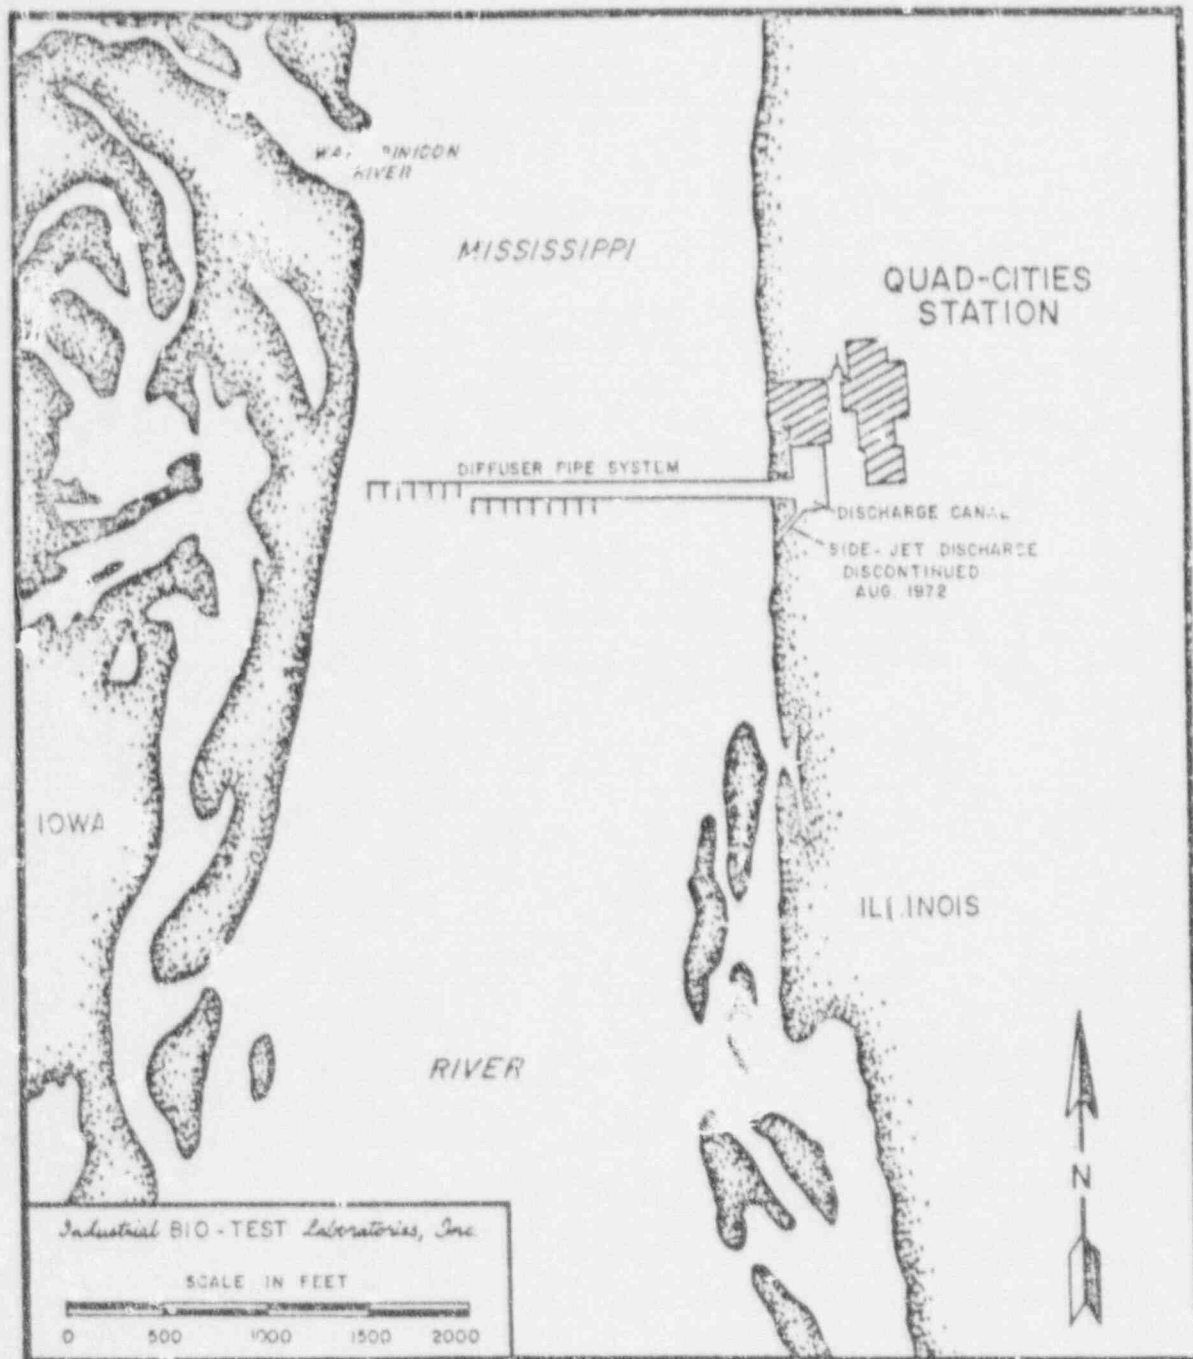 RIVER
MISSISSIPPI
QUAD-CITIES
STATION
DIFFUSER PIPE SYSTEM
DISCHARGE CANAL
SIDE-JET DISCHARGE
DISCONTINUED
AUG. 1972
IOWA
ILLINOIS
RIVER
N
Industrial BIO-TEST Laboratories, Inc.
SCALE IN FEET
0 500 1000 1500 2000